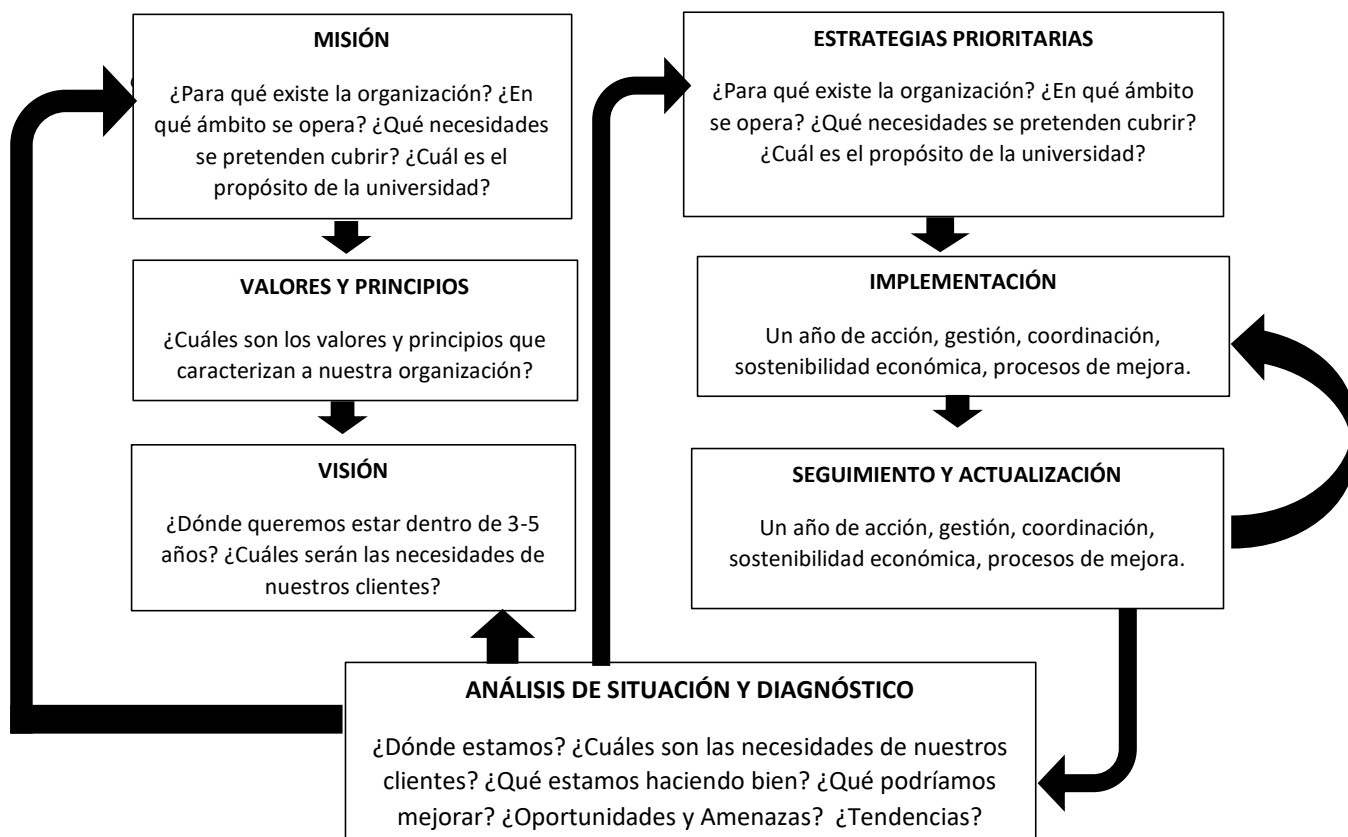 MISIÓN
¿Para qué existe la organización? ¿En
qué ámbito se opera? ¿Qué necesidades
se pretenden cubrir? ¿Cuál es el
propósito de la universidad?
VALORES Y PRINCIPIOS
¿Cuáles son los valores y principios que
caracterizan a nuestra organización?
VISIÓN
¿Dónde queremos estar dentro de 3-5
años? ¿Cuáles serán las necesidades de
nuestros clientes?
ESTRATEGIAS PRIORITARIAS
¿Para qué existe la organización? ¿En qué ámbito
se opera? ¿Qué necesidades se pretenden cubrir?
¿Cuál es el propósito de la universidad?
IMPLEMENTACIÓN
Un año de acción, gestión, coordinación,
sostenibilidad económica, procesos de mejora.
SEGUIMIENTO Y ACTUALIZACIÓN
Un año de acción, gestión, coordinación,
sostenibilidad económica, procesos de mejora.
ANÁLISIS DE SITUACIÓN Y DIAGNÓSTICO
¿Dónde estamos? ¿Cuáles son las necesidades de nuestros
clientes? ¿Qué estamos haciendo bien? ¿Qué podríamos
mejorar? ¿Oportunidades y Amenazas? ¿Tendencias?